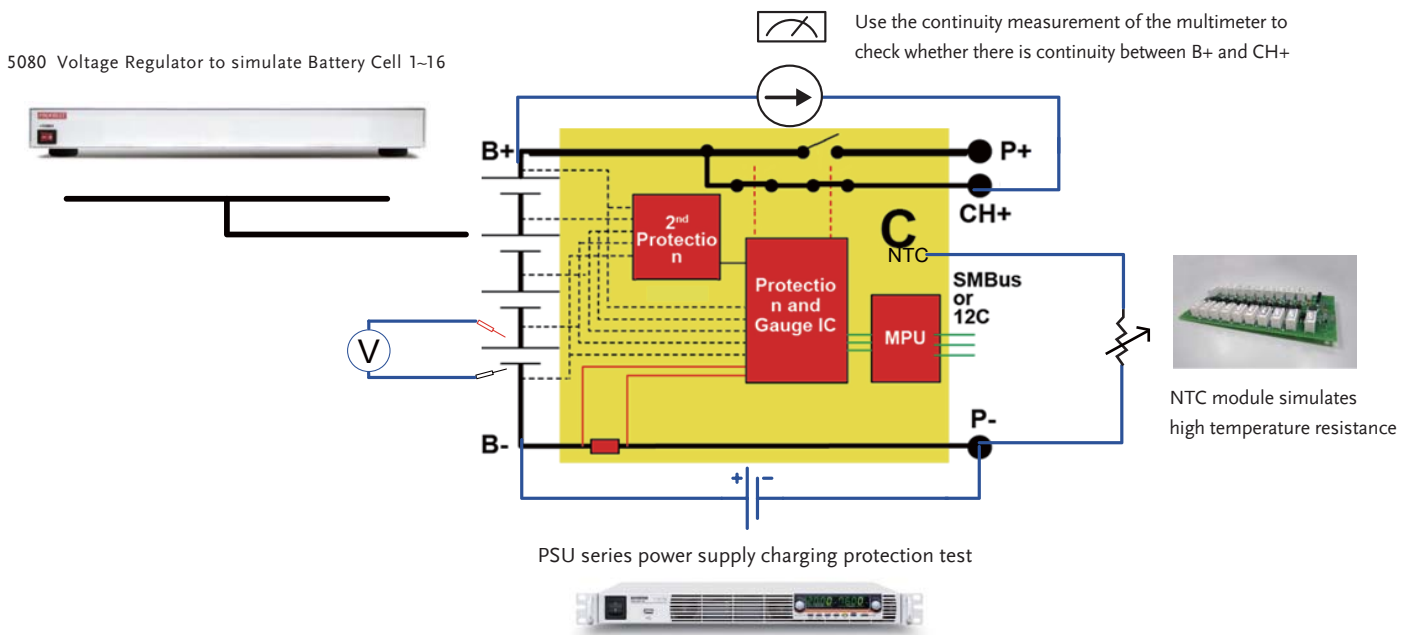 Use the continuity measurement of the multimeter to
check whether there is continuity between B+ and CH+
5080 Voltage Regulator to simulate Battery Cell 1~16
B+
P+
CH+
2nd
Protectio
n
C
NTC
Protectio
n and
Gauge IC
SMBus
or
12C
MPU
V
NTC module simulates
high temperature resistance
P-
B-
+
−
PSU series power supply charging protection test